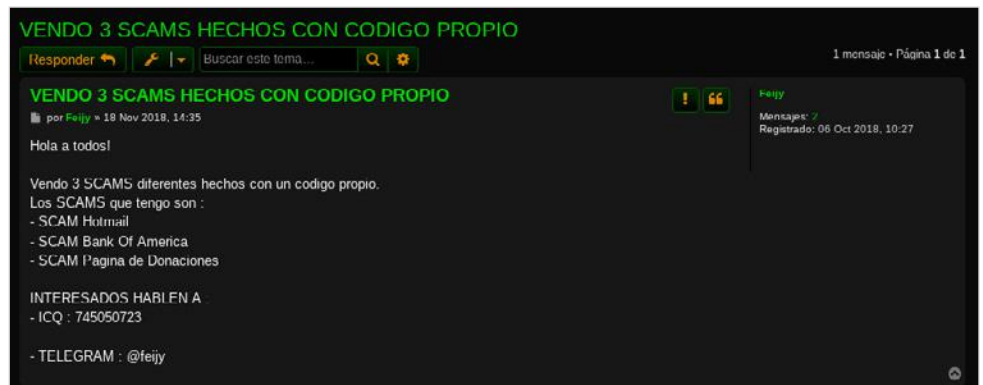 VENDO 3 SCAMS HECHOS CON CODIGO PROPIO
Responder
Buscar este tema...
1 mensaje • Página 1 de 1
VENDO 3 SCAMS HECHOS CON CODIGO PROPIO
por Feijy » 18 Nov 2018, 14:35
Feijy
Mensajes: 2
Registrado: 06 Oct 2018, 10:27
Hola a todos!
Vendo 3 SCAMS diferentes hechos con un codigo propio.
Los SCAMS que tengo son :
- SCAM Hotmail
- SCAM Bank Of America
- SCAM Pagina de Donaciones
INTERESADOS HABLEN A :
- ICQ : 745050723
- TELEGRAM : @feijy